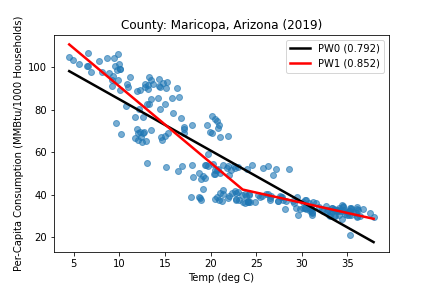 County: Maricopa, Arizona (2019)
PW0 (0.792)
PW1 (0.852)
Per-Capita Consumption (MMBtu/1000 Households)
100
80
60
40
20
5 10 15 20 25 30 35
Temp (deg C)